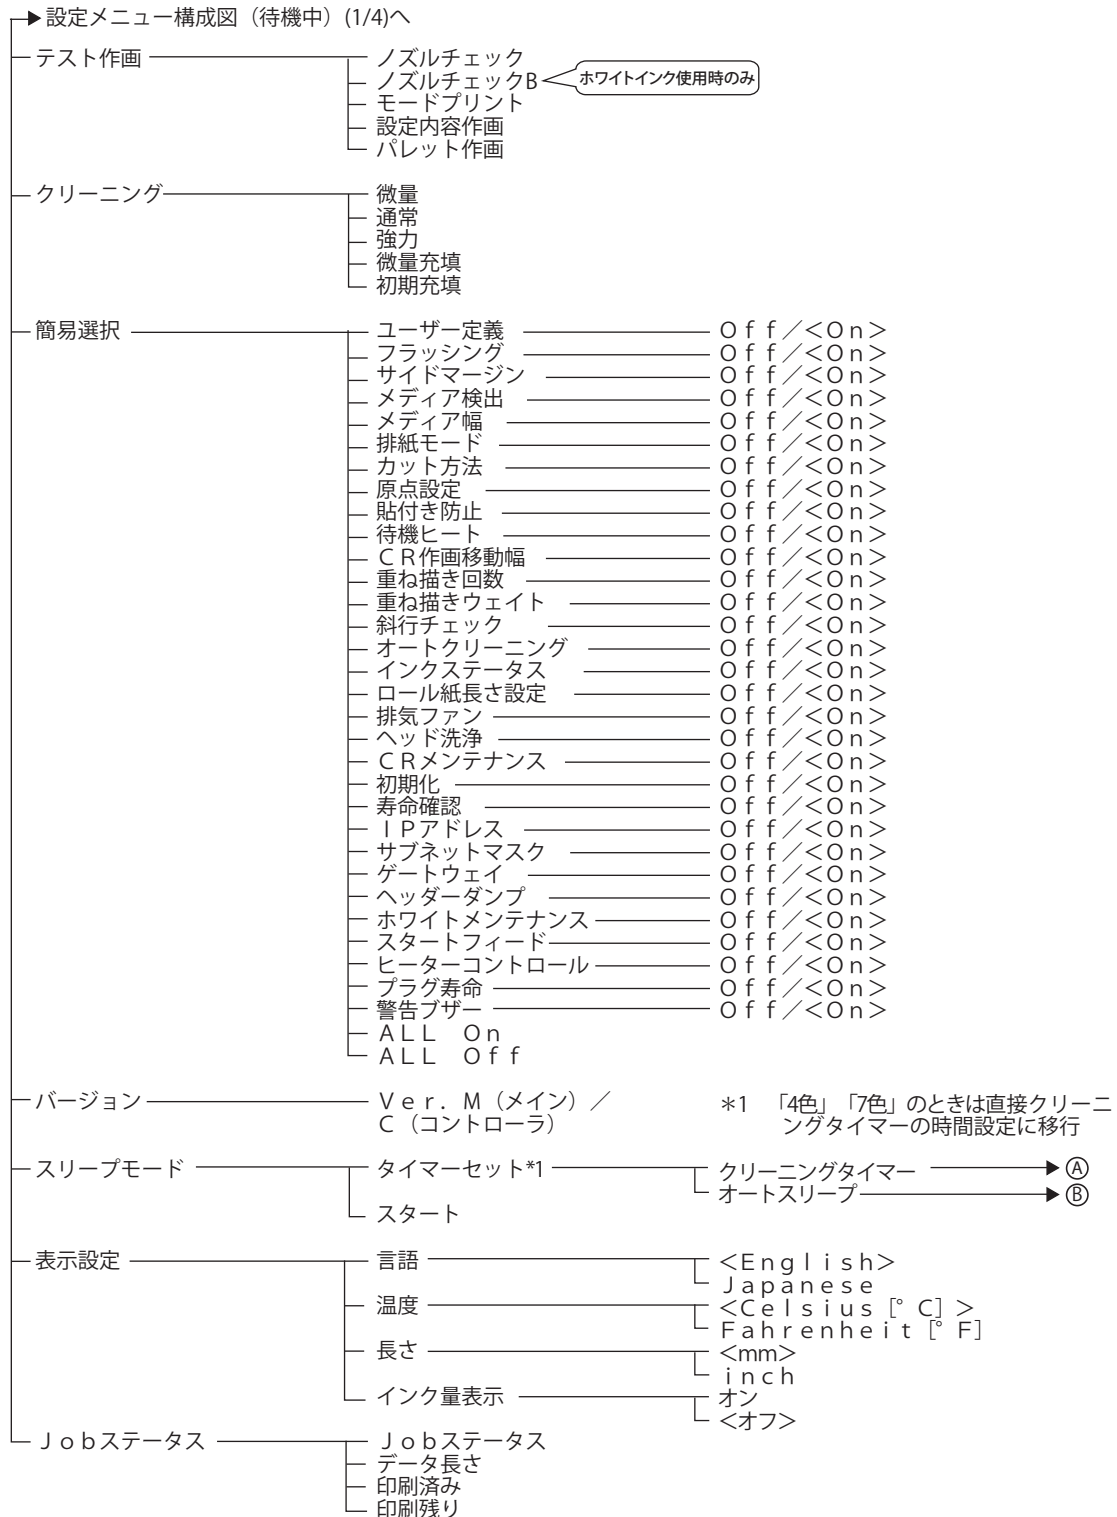 設定メニュー構成図（待機中）(1/4)へ
テスト作画
ノズルチェック
ノズルチェックB
ホワイトインク使用時のみ
モードプリント
設定内容作画
パレット作画
クリーニング
微量
通常
強力
微量充填
初期充填
簡易選択
ユーザー定義 Ｏｆｆ／＜Ｏｎ＞
フラッシング Ｏｆｆ／＜Ｏｎ＞
サイドマージン Ｏｆｆ／＜Ｏｎ＞
メディア検出 Ｏｆｆ／＜Ｏｎ＞
メディア幅 Ｏｆｆ／＜Ｏｎ＞
排紙モード Ｏｆｆ／＜Ｏｎ＞
カット方法 Ｏｆｆ／＜Ｏｎ＞
原点設定 Ｏｆｆ／＜Ｏｎ＞
貼付き防止 Ｏｆｆ／＜Ｏｎ＞
待機ヒート Ｏｆｆ／＜Ｏｎ＞
ＣＲ作画移動幅 Ｏｆｆ／＜Ｏｎ＞
重ね描き回数 Ｏｆｆ／＜Ｏｎ＞
重ね描きウェイト Ｏｆｆ／＜Ｏｎ＞
斜行チェック Ｏｆｆ／＜Ｏｎ＞
オートクリーニング Ｏｆｆ／＜Ｏｎ＞
インクステータス Ｏｆｆ／＜Ｏｎ＞
ロール紙長さ設定 Ｏｆｆ／＜Ｏｎ＞
排気ファン Ｏｆｆ／＜Ｏｎ＞
ヘッド洗浄 Ｏｆｆ／＜Ｏｎ＞
ＣＲメンテナンス Ｏｆｆ／＜Ｏｎ＞
初期化 Ｏｆｆ／＜Ｏｎ＞
寿命確認 Ｏｆｆ／＜Ｏｎ＞
ＩＰアドレス Ｏｆｆ／＜Ｏｎ＞
サブネットマスク Ｏｆｆ／＜Ｏｎ＞
ゲートウェイ Ｏｆｆ／＜Ｏｎ＞
ヘッダーダンプ Ｏｆｆ／＜Ｏｎ＞
ホワイトメンテナンス Ｏｆｆ／＜Ｏｎ＞
スタートフィード Ｏｆｆ／＜Ｏｎ＞
ヒーターコントロール Ｏｆｆ／＜Ｏｎ＞
プラグ寿命 Ｏｆｆ／＜Ｏｎ＞
警告ブザー Ｏｆｆ／＜Ｏｎ＞
ＡＬＬ　Ｏｎ
ＡＬＬ　Ｏｆｆ
バージョン
Ｖｅｒ．Ｍ（メイン）／
Ｃ（コントローラ）
＊1　「4色」「7色」のときは直接クリーニ
ングタイマーの時間設定に移行
スリープモード
タイマーセット*1
クリーニングタイマー Ⓐ
オートスリープ Ⓑ
スタート
表示設定
言語
＜Ｅｎｇｌｉｓｈ＞
Ｊａｐａｎｅｓｅ
温度
＜Ｃｅｌｓｉｕｓ［°Ｃ］＞
Ｆａｈｒｅｎｈｅｉｔ［°Ｆ］
長さ
＜mm＞
ｉｎｃｈ
インク量表示
オン
＜オフ＞
Ｊｏｂステータス
Ｊｏｂステータス
データ長さ
印刷済み
印刷残り